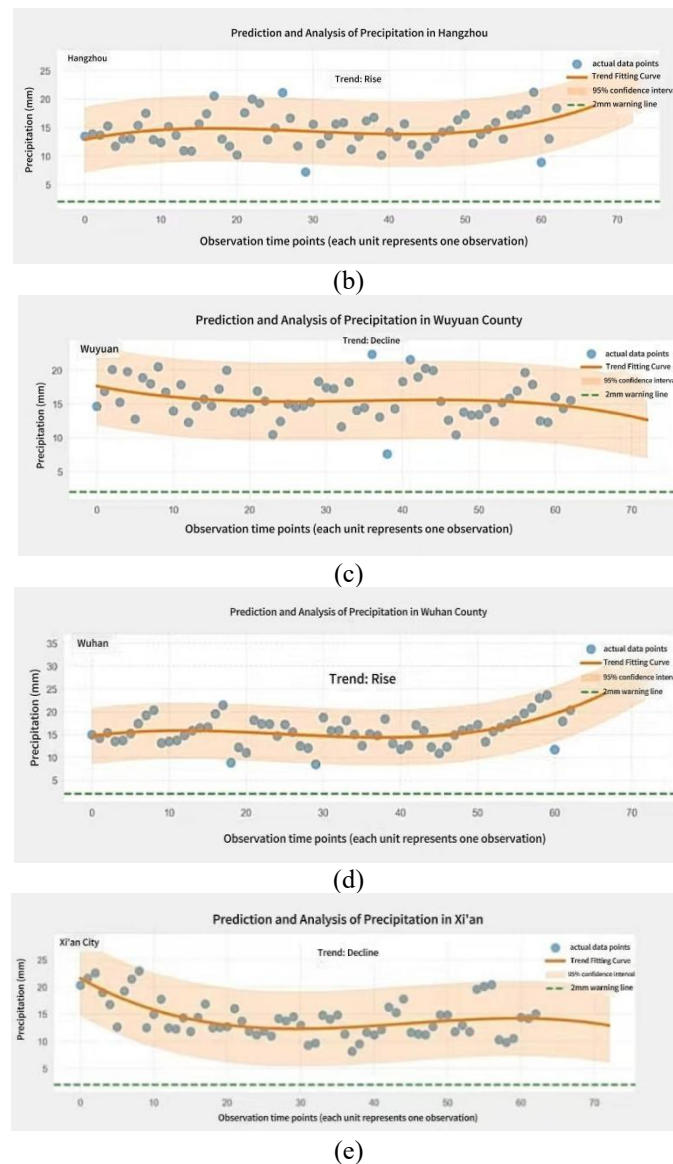 Prediction and Analysis of Precipitation in Hangzhou
Hangzhou
Trend: Rise
actual data points
Trend Fitting Curve
95% confidence interval
2mm warning line
Precipitation (mm)
25
20
15
10
5
0 10 20 30 40 50 60 70
Observation time points (each unit represents one observation)
(b)
Prediction and Analysis of Precipitation in Wuyuan County
Wuyuan
Trend: Decline
actual data points
Trend Fitting Curve
95% confidence interval
2mm warning line
Precipitation (mm)
20
15
10
5
0 10 20 30 40 50 60 70
Observation time points (each unit represents one observation)
(c)
Prediction and Analysis of Precipitation in Wuhan County
Wuhan
Trend: Rise
actual data points
Trend Fitting Curve
95% confidence interval
2mm warning line
Precipitation (mm)
35
30
25
20
15
10
5
0 10 20 30 40 50 60 70
Observation time points (each unit represents one observation)
(d)
Prediction and Analysis of Precipitation in Xi'an
Xi'an City
Trend: Decline
actual data points
Trend Fitting Curve
95% confidence interval
2mm warning line
Precipitation (mm)
25
20
15
10
5
0 10 20 30 40 50 60 70
Observation time points (each unit represents one observation)
(e)